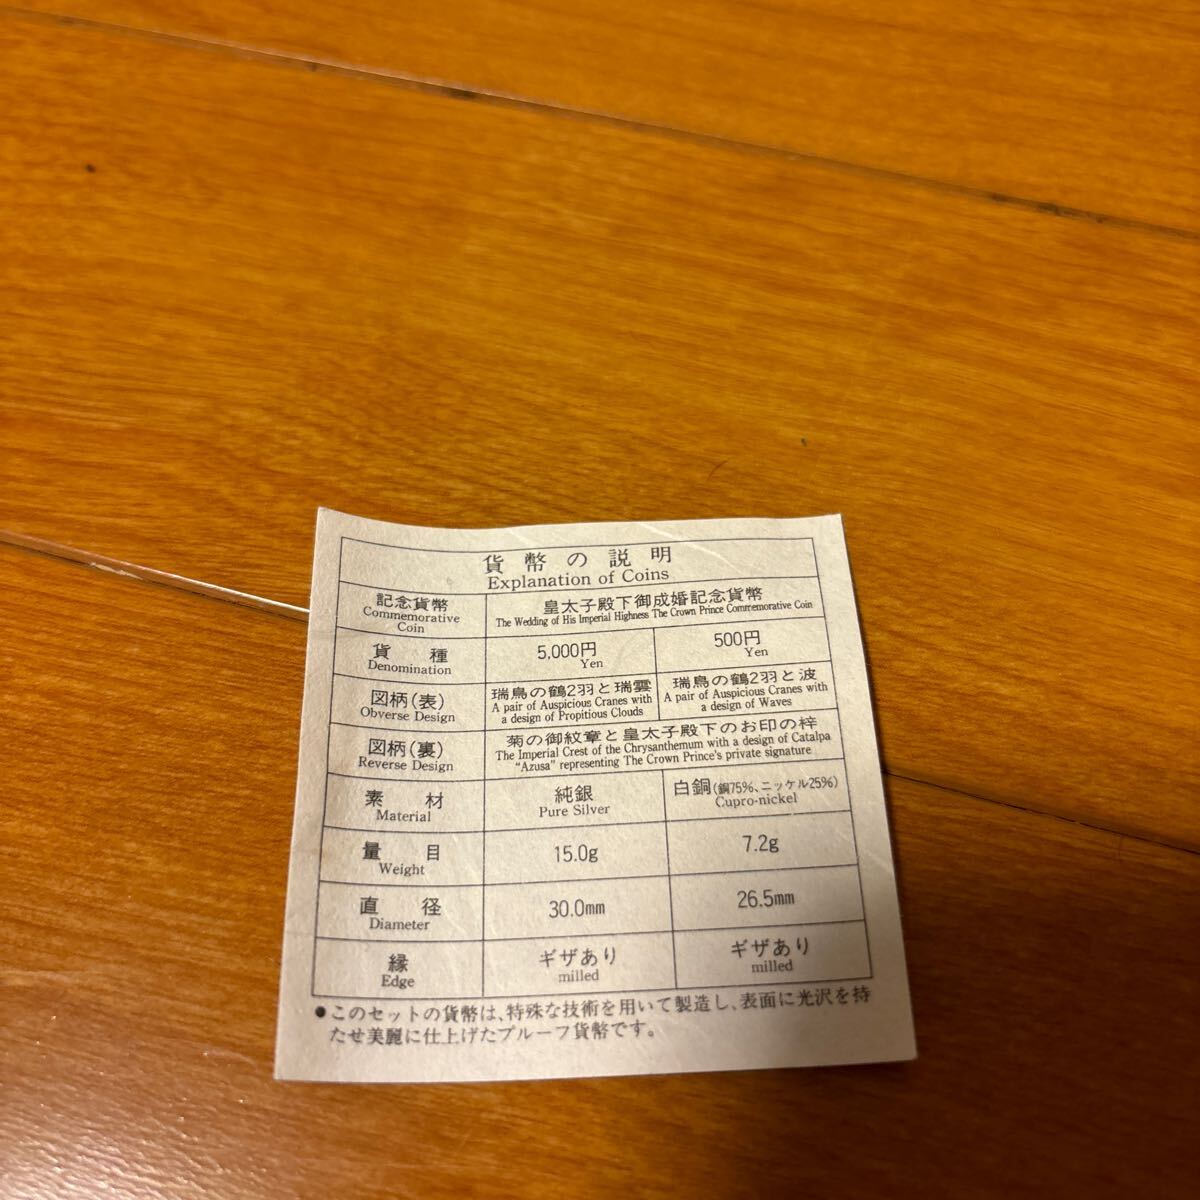 貨幣の説明
Explanation of Coins
記念貨幣
Commemorative
Coin
皇太子殿下御成婚記念貨幣
The Wedding of His Imperial Highness The Crown Prince Commemorative Coin
貨種
Denomination
5,000円
Yen
500円
Yen
図柄(表)
Obverse Design
瑞鳥の鶴2羽と瑞雲
A pair of Auspicious Cranes with
a design of Propitious Clouds
瑞鳥の鶴2羽と波
A pair of Auspicious Cranes with
a design of Waves
図柄(裏)
Reverse Design
菊の御紋章と皇太子殿下のお印の梓
The Imperial Crest of the Chrysanthemum with a design of Catalpa
“Azusa” representing The Crown Prince's private signature
素材
Material
純銀
Pure Silver
白銅(銅75%、ニッケル25%)
Cupro-nickel
量目
Weight
15.0g
7.2g
直径
Diameter
30.0mm
26.5mm
縁
Edge
ギザあり
milled
ギザあり
milled
●このセットの貨幣は、特殊な技術を用いて製造し、表面に光沢を持
たせ美麗に仕上げたプルーフ貨幣です。